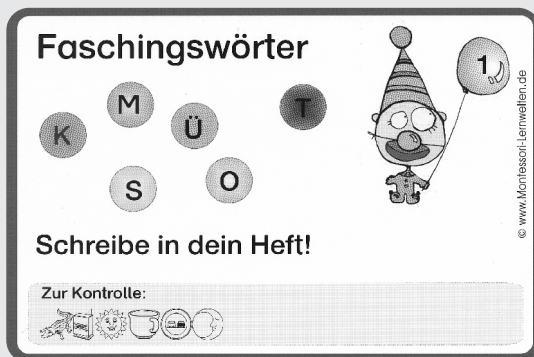 Faschingswörter
1
M
T
K
Ü
S
O
© www.Montessori-Lernwelten.de
Schreibe in dein Heft!
Zur Kontrolle: